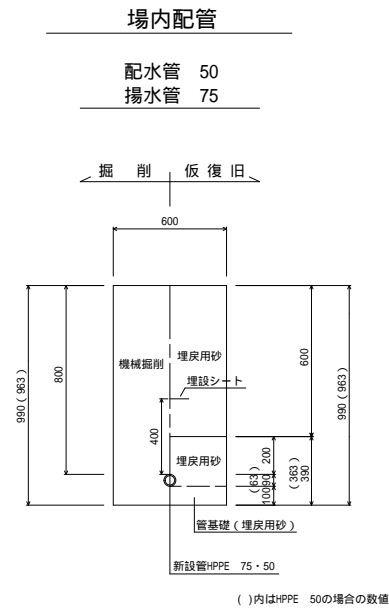 場内配管
配水管　50
揚水管　75
掘　削　仮 復 旧
600
990 (963)
800
機械掘削
埋戻用砂
埋設シート
400
600
990 (963)
埋戻用砂
200
90
(63)
100
(363)
390
管基礎（埋戻用砂）
新設管HPPE　75・50
( )内はHPPE　50の場合の数値